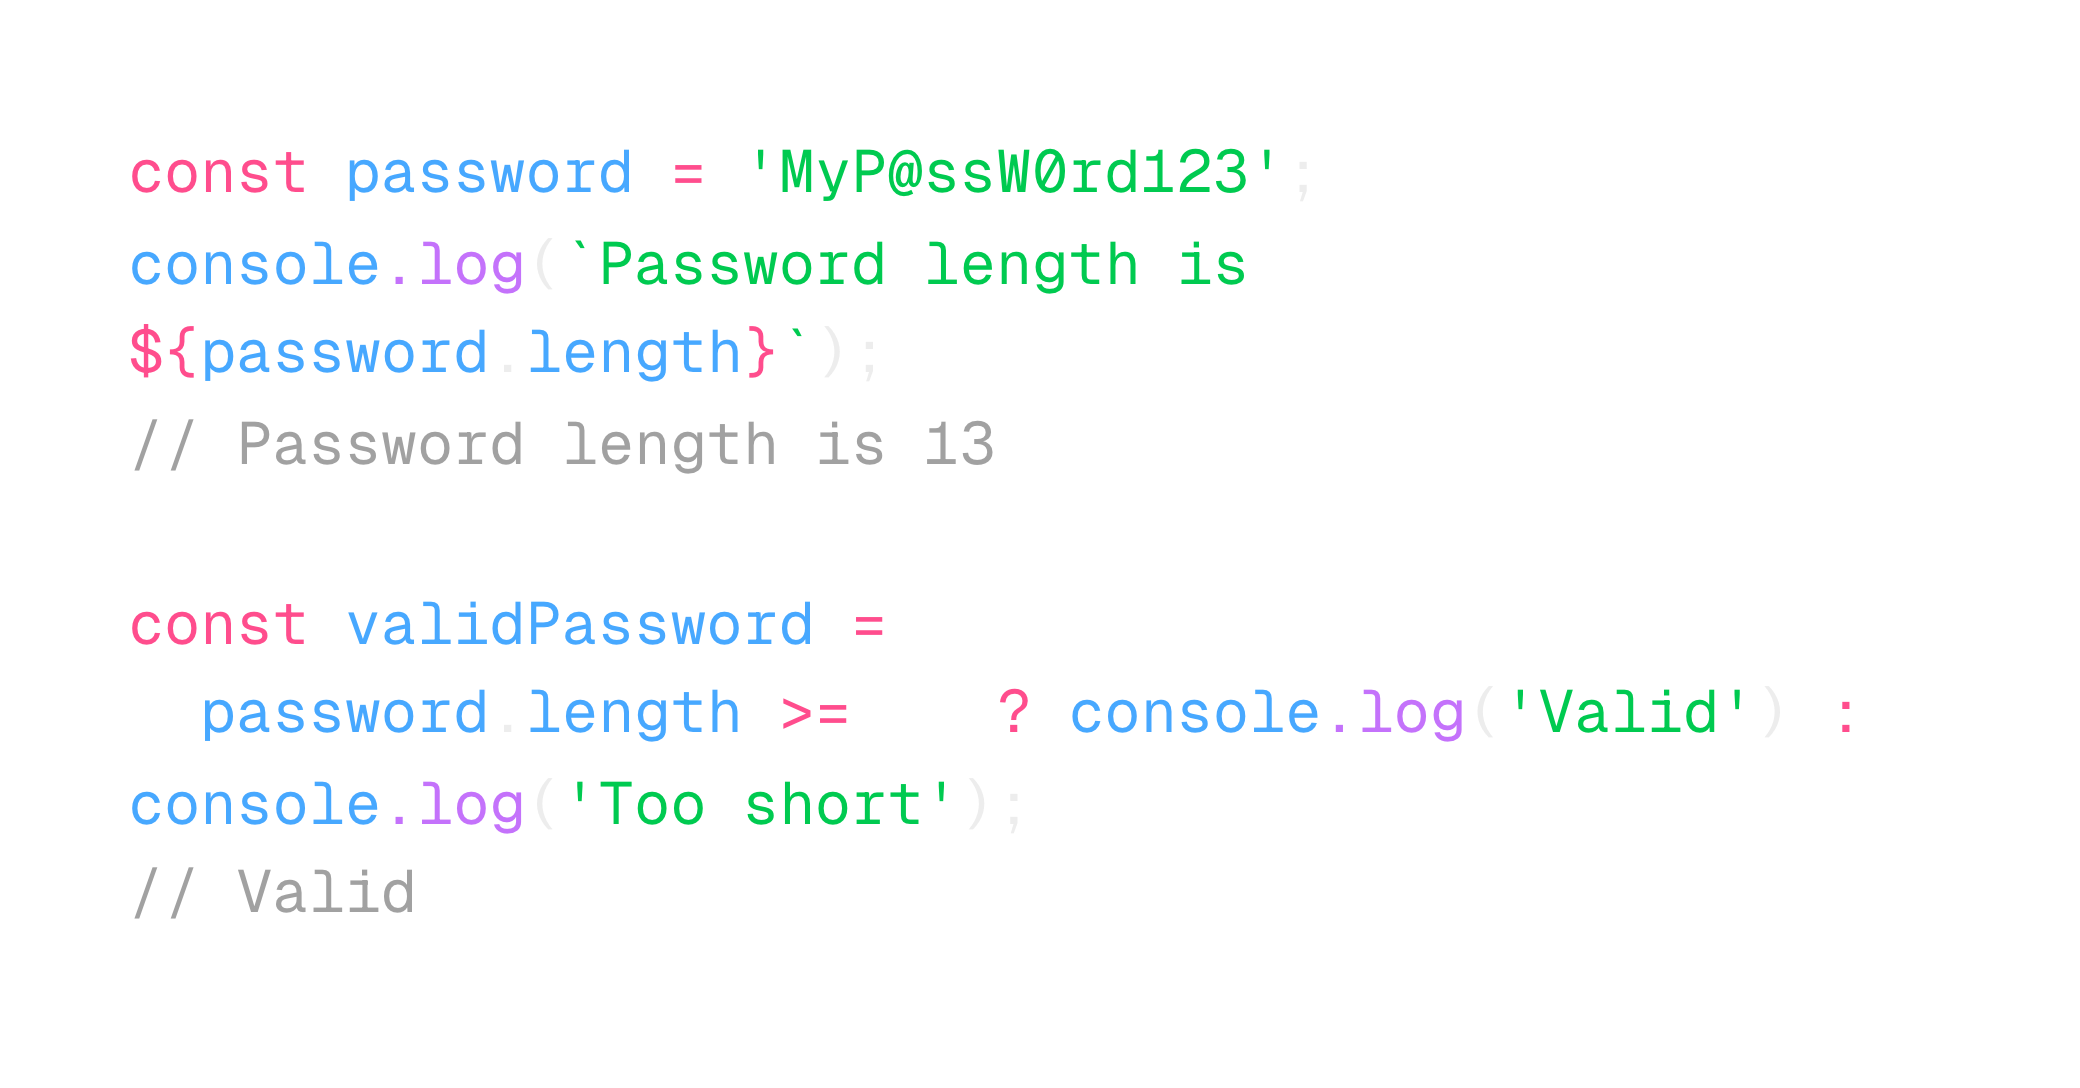 const password = 'MyP@ssW0rd123';
console.log(`Password length is
${password.length}`);
// Password length is 13
const validPassword =
password.length >= ? console.log('Valid') :
console.log('Too short');
// Valid